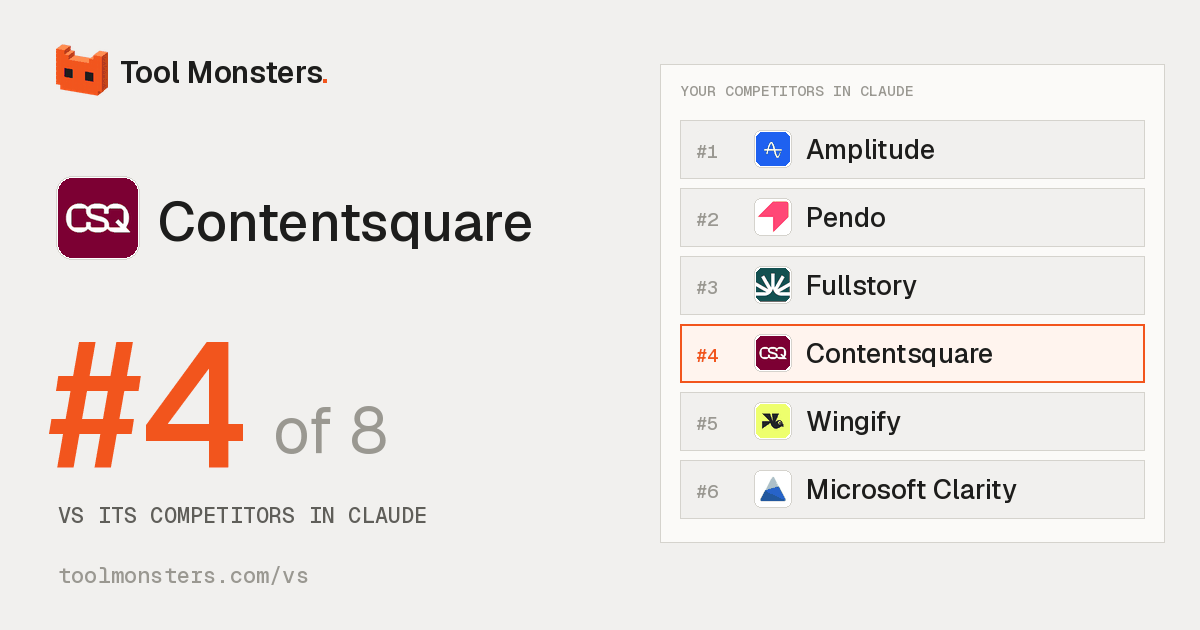 Tool Monsters.
CSQ Contentsquare
#4 of 8
VS ITS COMPETITORS IN CLAUDE
toolmonsters.com/vs
YOUR COMPETITORS IN CLAUDE
#1 Amplitude
#2 Pendo
#3 Fullstory
#4 CSQ Contentsquare
#5 Wingify
#6 Microsoft Clarity